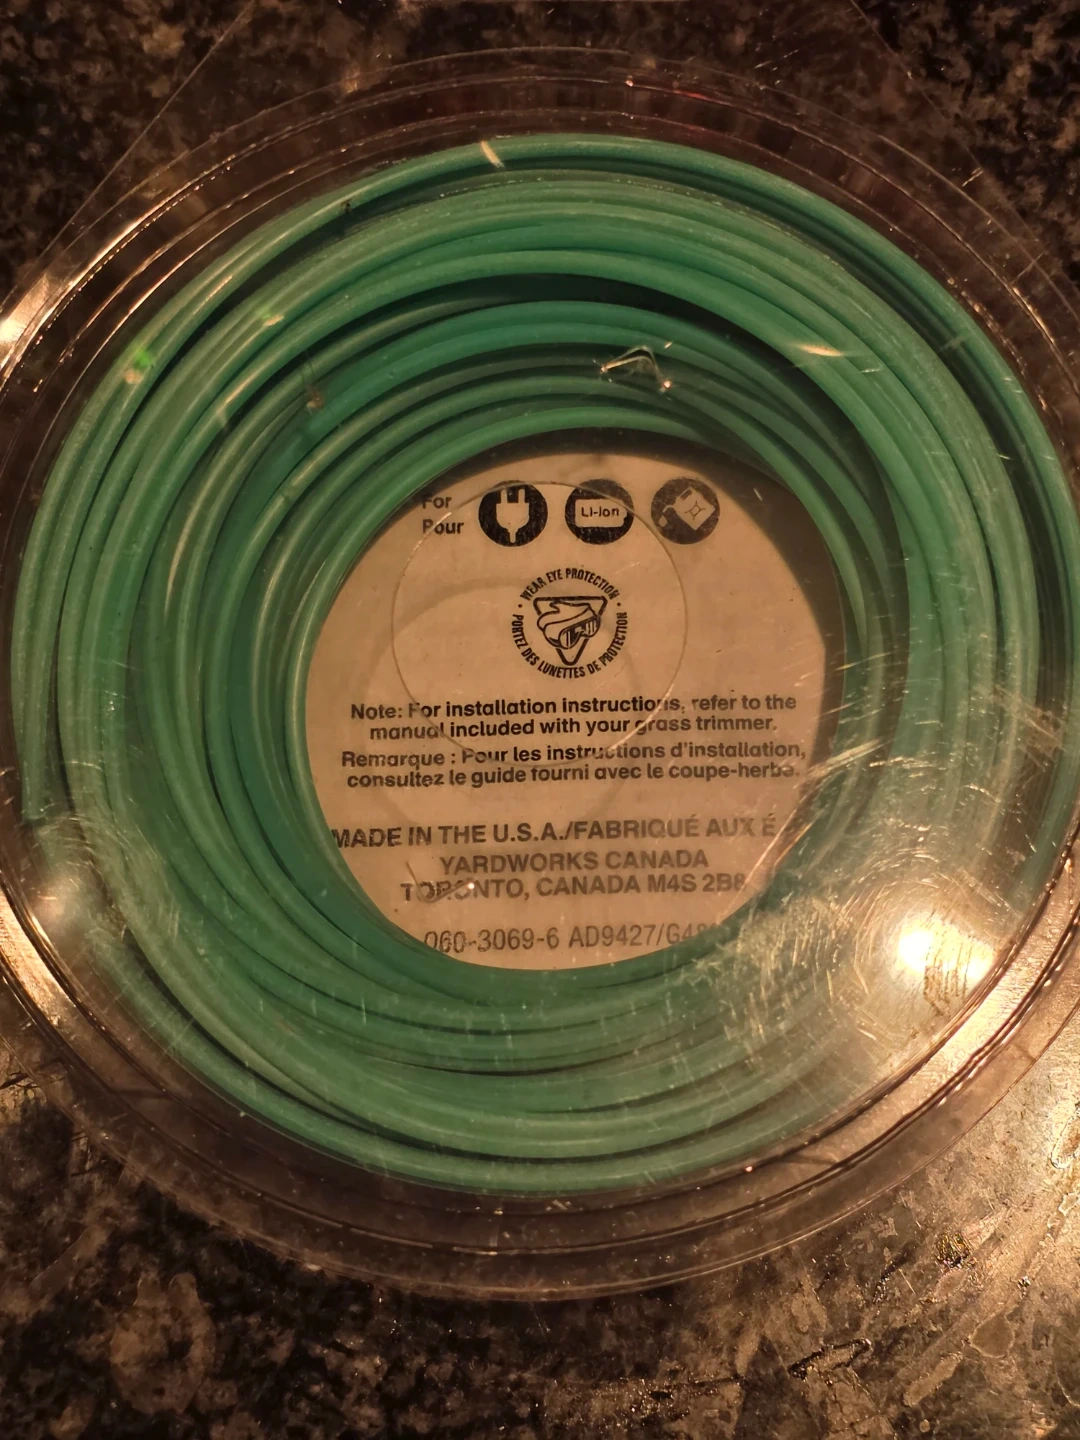 For
Pour
Li-Ion
WEAR EYE PROTECTION
PORTEZ DES LUNETTES DE PROTECTION
Note: For installation instructions, refer to the
manual included with your grass trimmer.
Remarque : Pour les instructions d'installation,
consultez le guide fourni avec le coupe-herbe.
MADE IN THE U.S.A./FABRIQUÉ AUX É
YARDWORKS CANADA
TORONTO, CANADA M4S 2B8
060-3069-6